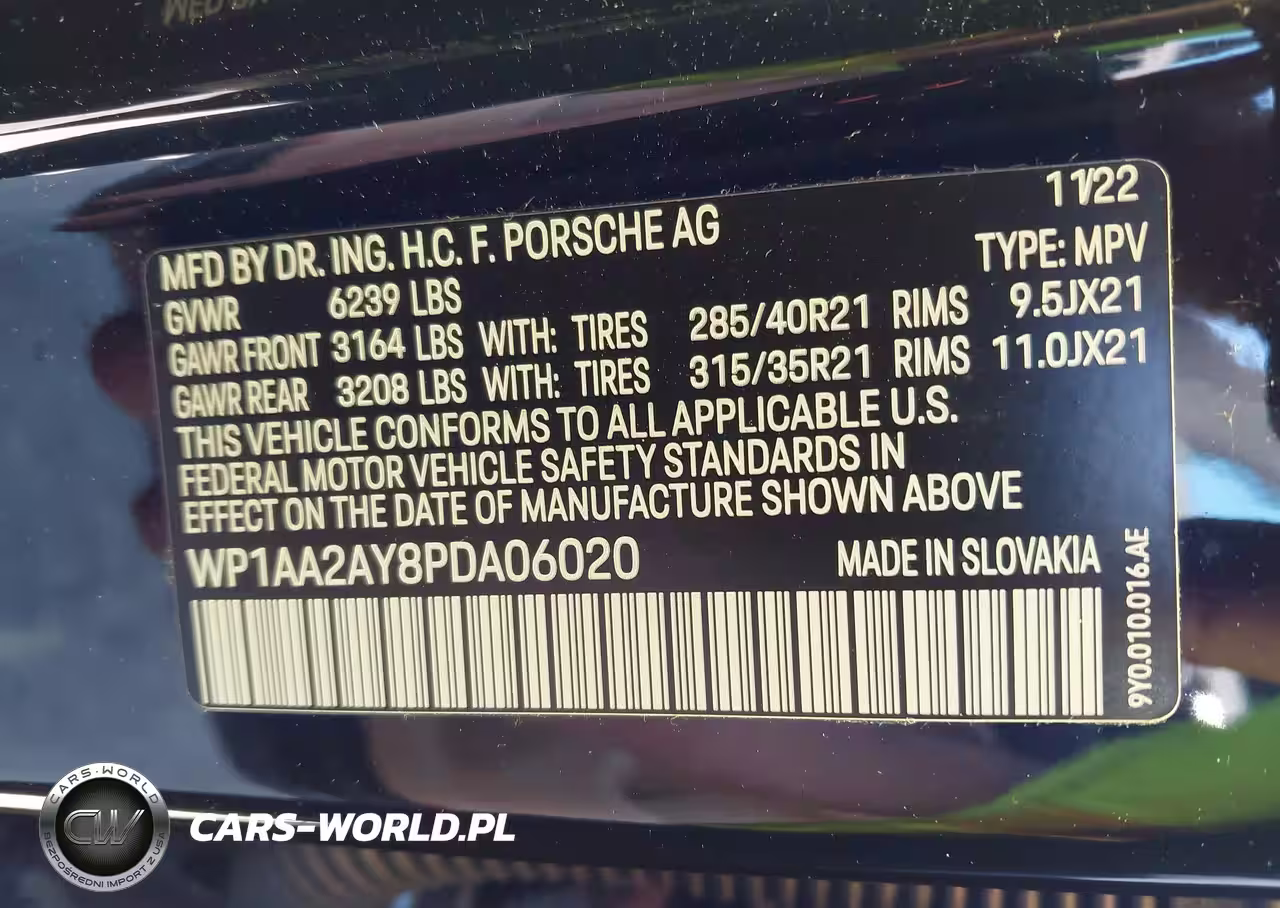 11/22
MFD BY DR. ING. H.C. F. PORSCHE AG
TYPE: MPV
GVWR 6239 LBS
GAWR FRONT 3164 LBS WITH: TIRES 285/40R21 RIMS 9.5JX21
GAWR REAR 3208 LBS WITH: TIRES 315/35R21 RIMS 11.0JX21
THIS VEHICLE CONFORMS TO ALL APPLICABLE U.S.
FEDERAL MOTOR VEHICLE SAFETY STANDARDS IN
EFFECT ON THE DATE OF MANUFACTURE SHOWN ABOVE
WP1AA2AY8PDA06020 MADE IN SLOVAKIA
9Y0.010.016.AE
CARS-WORLD
CW
BEZPOŚREDNI IMPORT Z USA
CARS-WORLD.PL